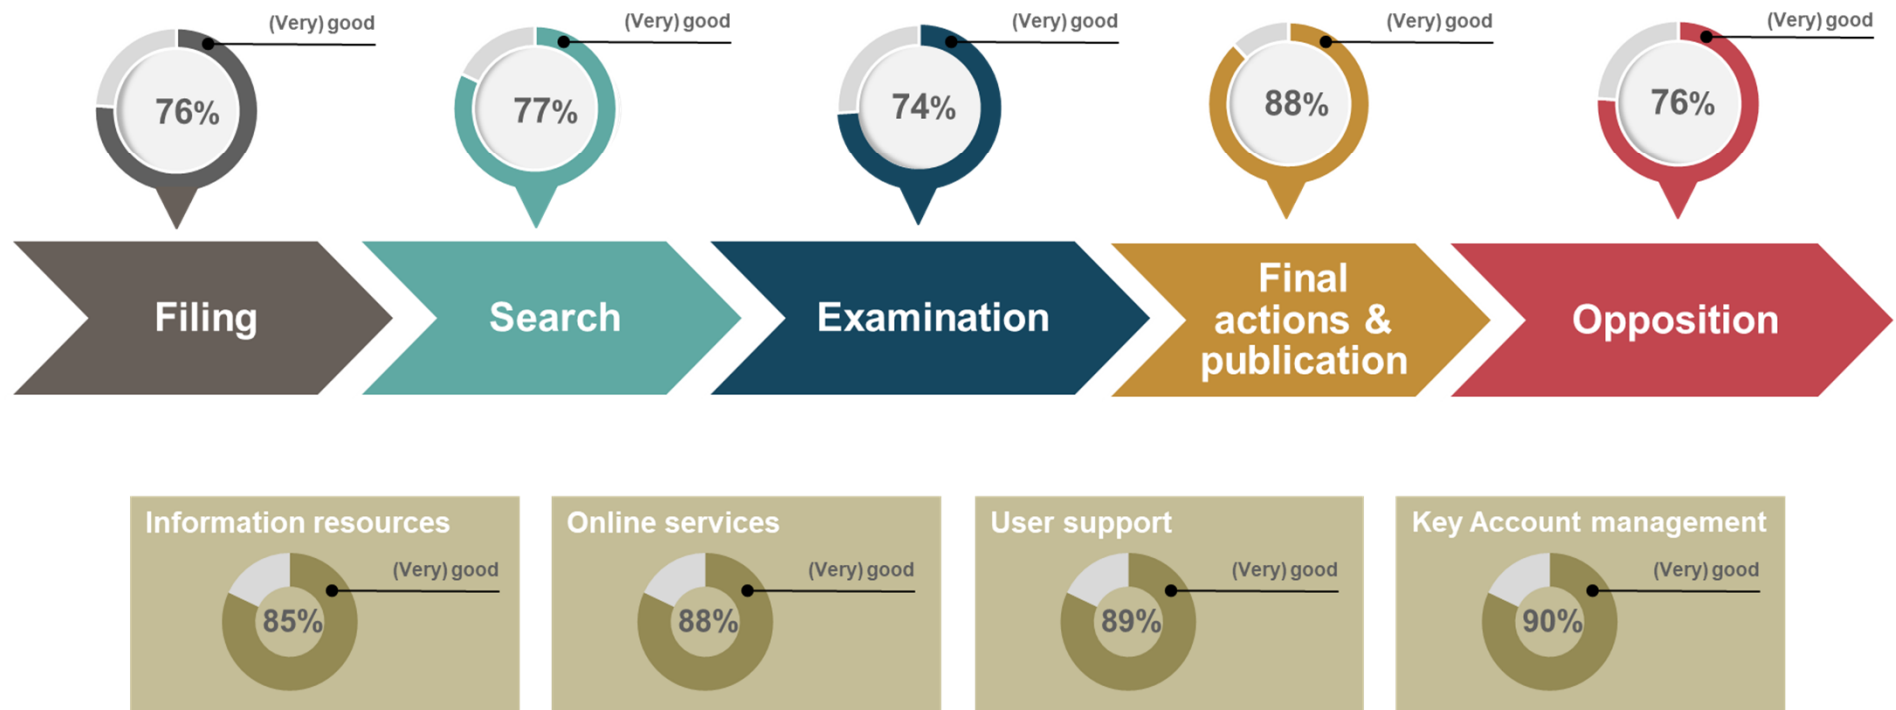 (Very) good
(Very) good
(Very) good
(Very) good
(Very) good
76%
77%
74%
88%
76%
Filing
Search
Examination
Final
actions &
publication
Opposition
Information resources
(Very) good
85%
Online services
(Very) good
88%
User support
(Very) good
89%
Key Account management
(Very) good
90%